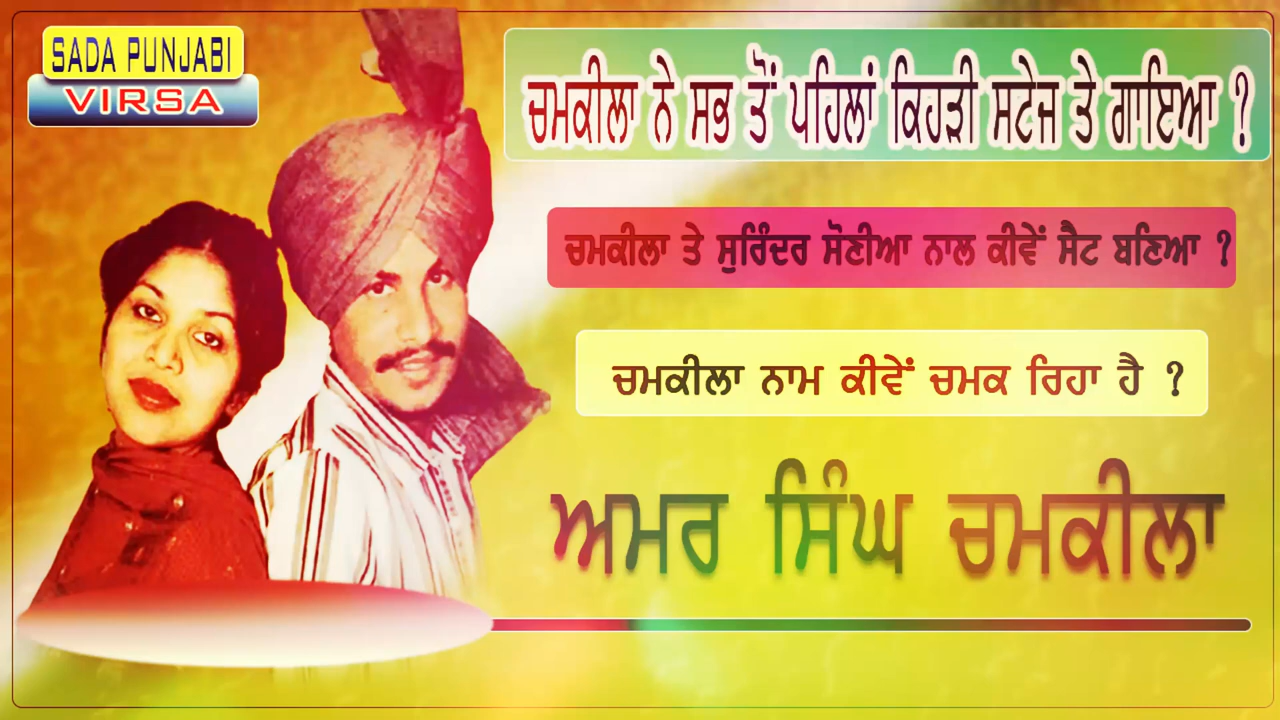 SADA PUNJABI
VIRSA
ਚਮਕੀਲਾ ਨੇ ਸਭ ਤੋਂ ਪਹਿਲਾਂ ਕਿਹੜੀ ਸਟੇਜ ਤੇ ਗਾਇਆ ?
ਚਮਕੀਲਾ ਤੇ ਸੁਰਿੰਦਰ ਸੋਣੀਆ ਨਾਲ ਕੀਵੇਂ ਸੈਟ ਬਣਿਆ ?
ਚਮਕੀਲਾ ਨਾਮ ਕੀਵੇਂ ਚਮਕ ਰਿਹਾ ਹੈ ?
ਅਮਰ ਸਿੰਘ ਚਮਕੀਲਾ